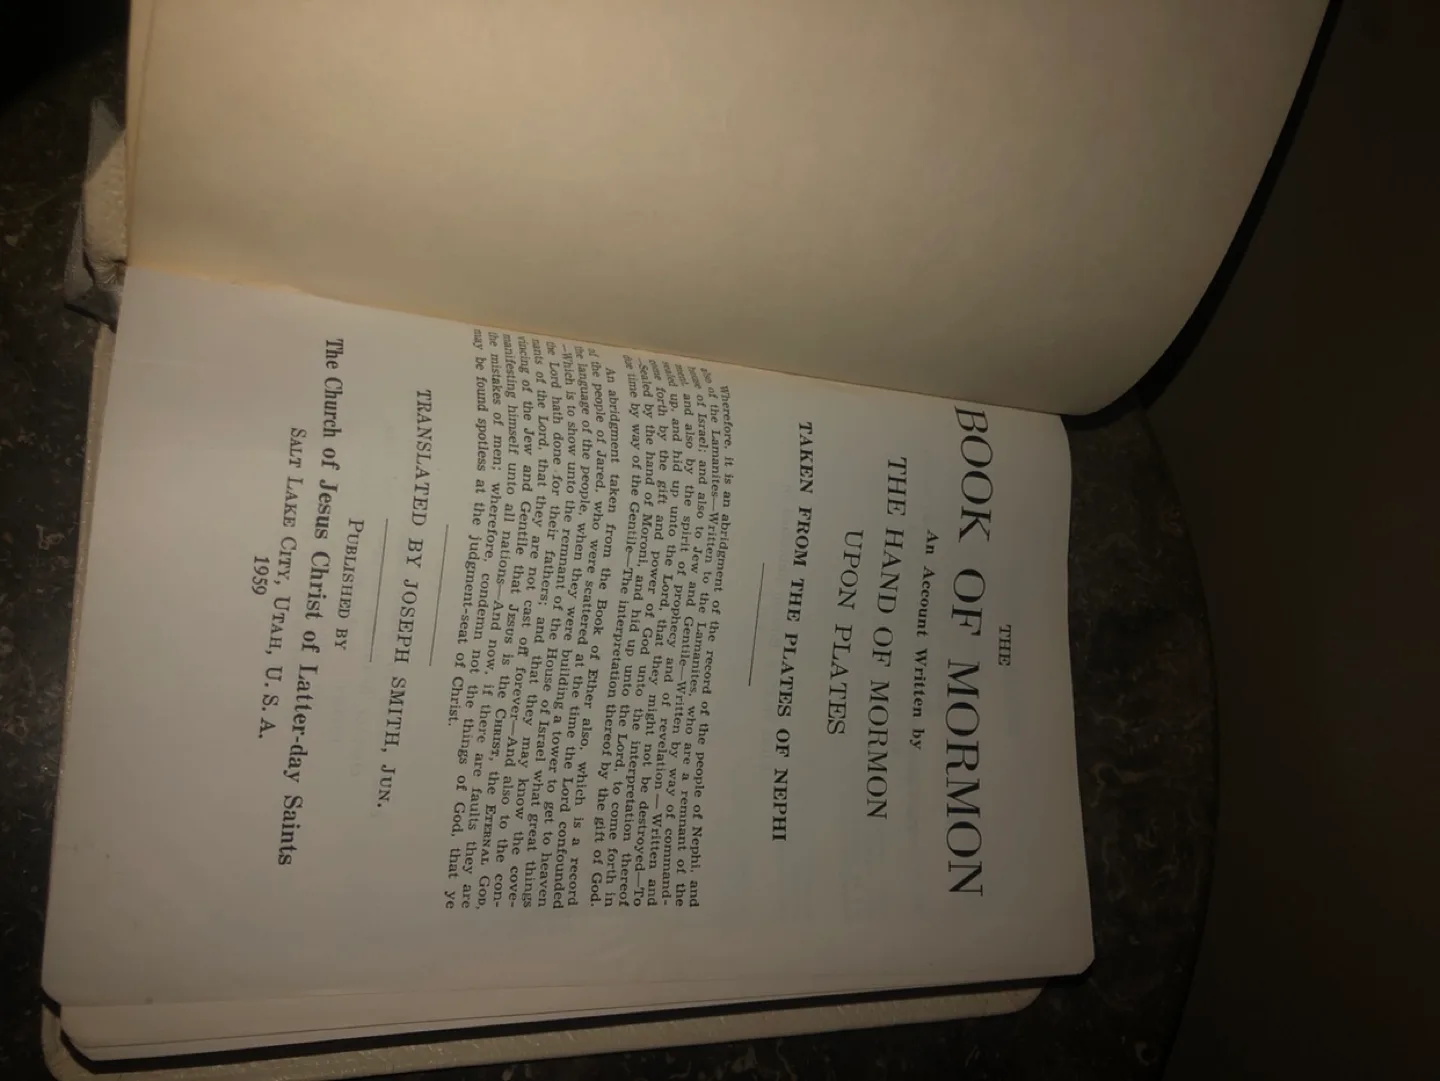 THE
BOOK OF MORMON
An Account Written by
THE HAND OF MORMON
UPON PLATES
TAKEN FROM THE PLATES OF NEPHI
Wherefore, it is an abridgment of the record of the people of Nephi, and
also of the Lamanites—Written to the Lamanites, who are a remnant of the
house of Israel; and also to Jew and Gentile—Written by way of command-
ment, and also by the spirit of prophecy and of revelation—Written and
sealed up, and hid up unto the Lord, that they might not be destroyed—To
come forth by the gift and power of God unto the interpretation thereof
—Sealed by the hand of Moroni, and hid up unto the Lord, to come forth in
due time by way of the Gentile—The interpretation thereof by the gift of God.
An abridgment taken from the Book of Ether also, which is a record
of the people of Jared, who were scattered at the time the Lord confounded
the language of the people, when they were building a tower to get to heaven
—Which is to show unto the remnant of the House of Israel what great things
the Lord hath done for their fathers; and that they may know the cove-
nants of the Lord, that they are not cast off forever—And also to the con-
vincing of the Jew and Gentile that JESUS is the CHRIST, the ETERNAL GOD,
manifesting himself unto all nations—And now, if there are faults they are
the mistakes of men; wherefore, condemn not the things of God, that ye
may be found spotless at the judgment-seat of Christ.
TRANSLATED BY JOSEPH SMITH, JUN.
PUBLISHED BY
The Church of Jesus Christ of Latter-day Saints
SALT LAKE CITY, UTAH, U. S. A.
1959